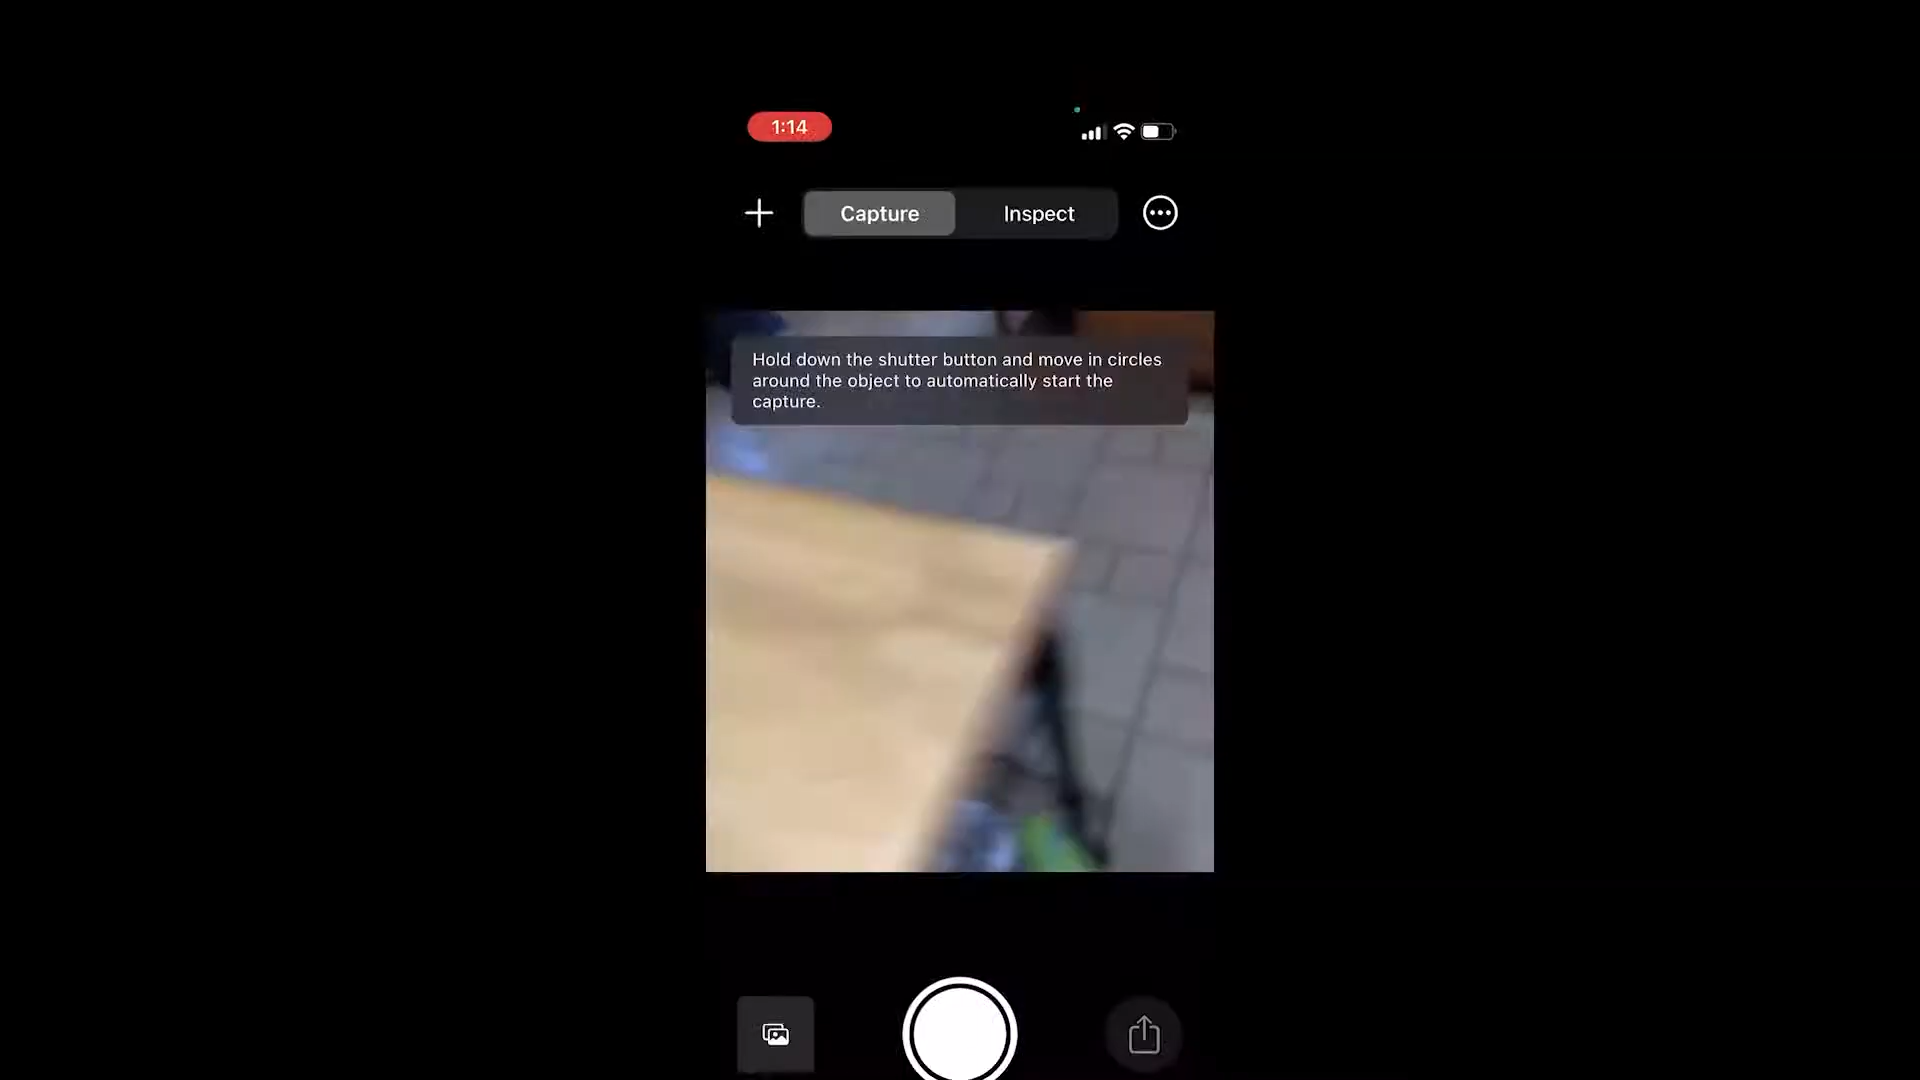 1:14
Capture
Inspect
Hold down the shutter button and move in circles
around the object to automatically start the
capture.